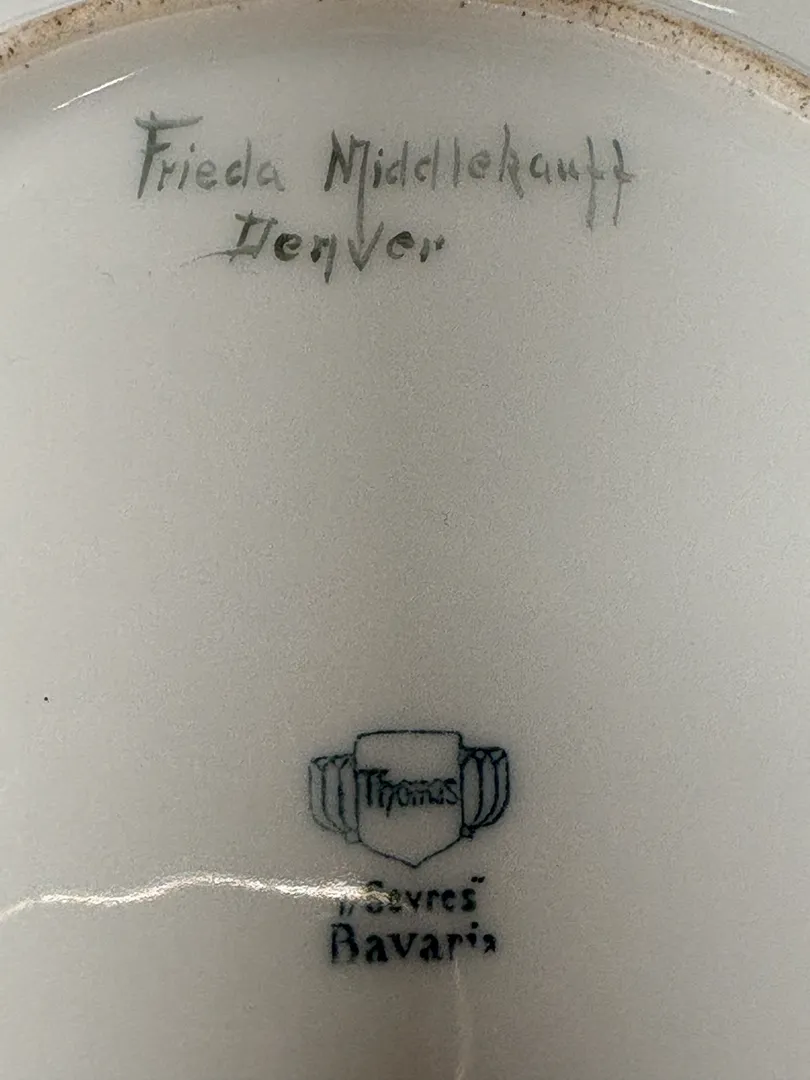 Frieda Middlekauff
Denver
Thomas
„Sevres"
Bavaria